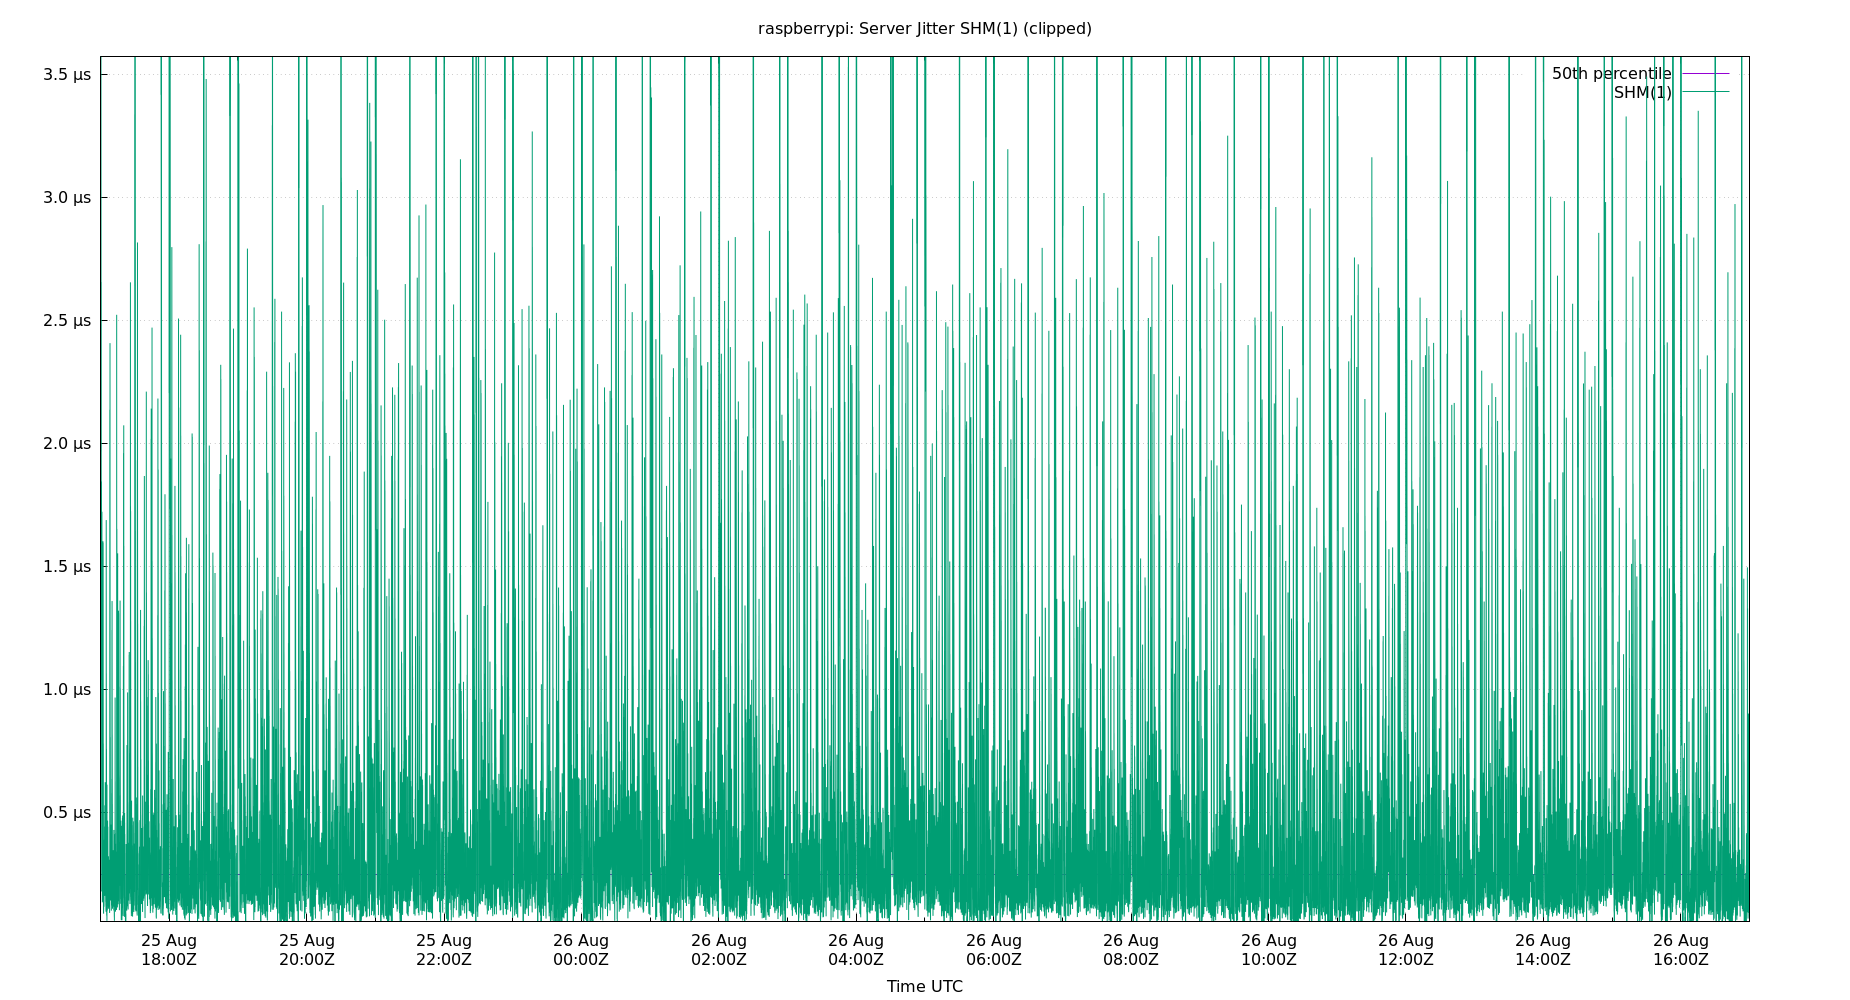 raspberrypi: Server Jitter SHM(1) (clipped)
50th percentile
SHM(1)
3.5 µs
3.0 µs
2.5 µs
2.0 µs
1.5 µs
1.0 µs
0.5 µs
25 Aug 25 Aug 25 Aug 26 Aug 26 Aug 26 Aug 26 Aug 26 Aug 26 Aug 26 Aug 26 Aug 26 Aug
18:00Z 20:00Z 22:00Z 00:00Z 02:00Z 04:00Z 06:00Z 08:00Z 10:00Z 12:00Z 14:00Z 16:00Z
Time UTC